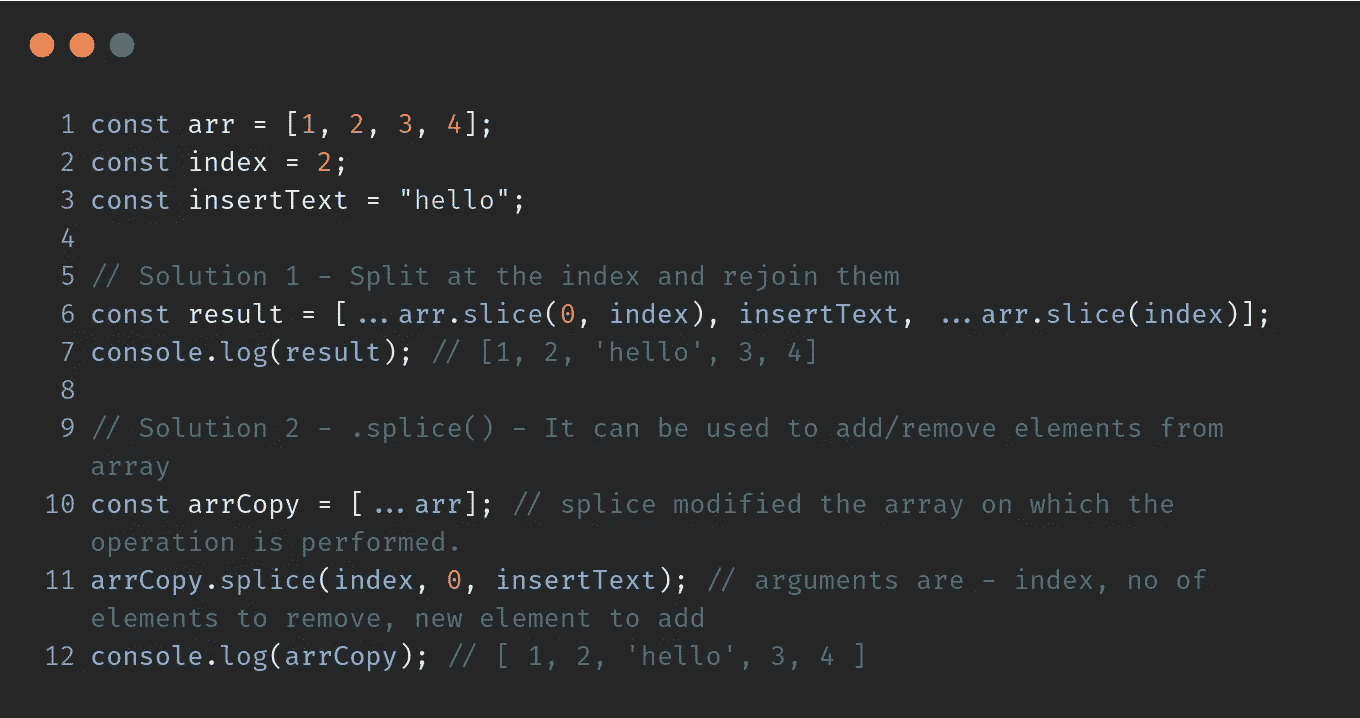 1 const arr = [1, 2, 3, 4];
2 const index = 2;
3 const insertText = "hello";
4
5 // Solution 1 - Split at the index and rejoin them
6 const result = [...arr.slice(0, index), insertText, ...arr.slice(index)];
7 console.log(result); // [1, 2, 'hello', 3, 4]
8
9 // Solution 2 - .splice() - It can be used to add/remove elements from
array
10 const arrCopy = [...arr]; // splice modified the array on which the
operation is performed.
11 arrCopy.splice(index, 0, insertText); // arguments are - index, no of
elements to remove, new element to add
12 console.log(arrCopy); // [ 1, 2, 'hello', 3, 4 ]